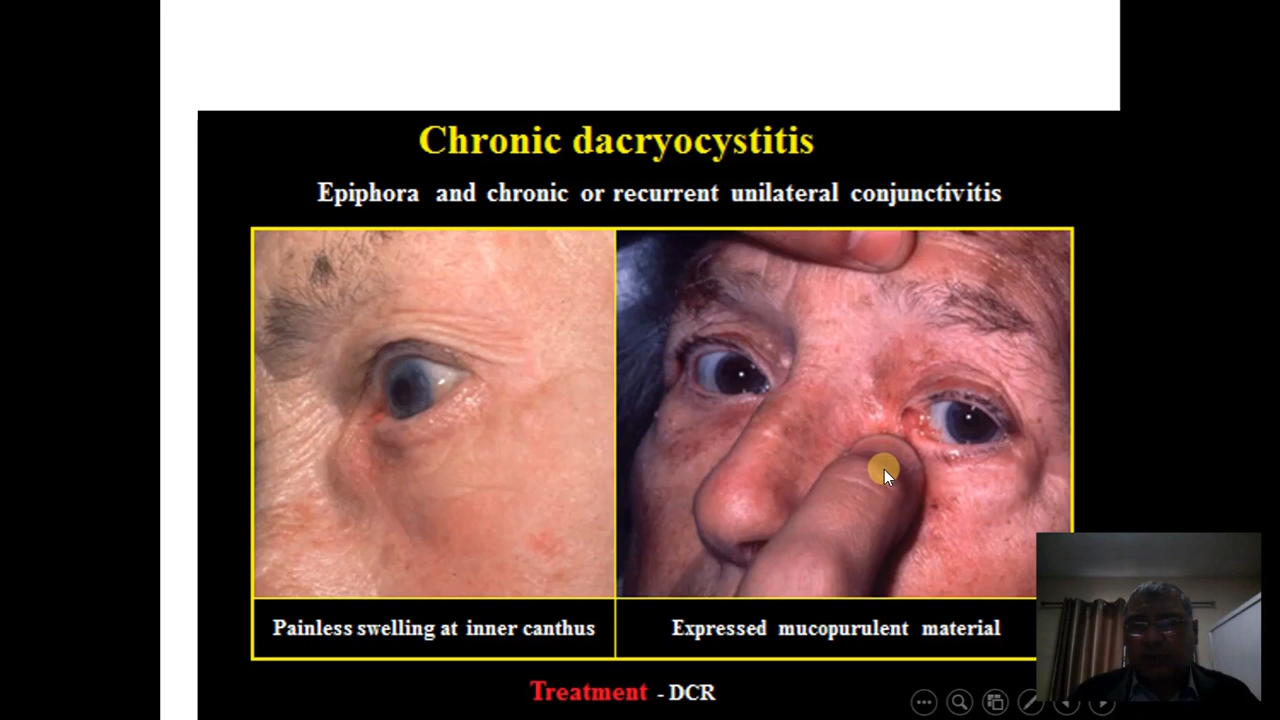 Chronic dacryocystitis
Epiphora and chronic or recurrent unilateral conjunctivitis
Painless swelling at inner canthus
Expressed mucopurulent material
Treatment - DCR